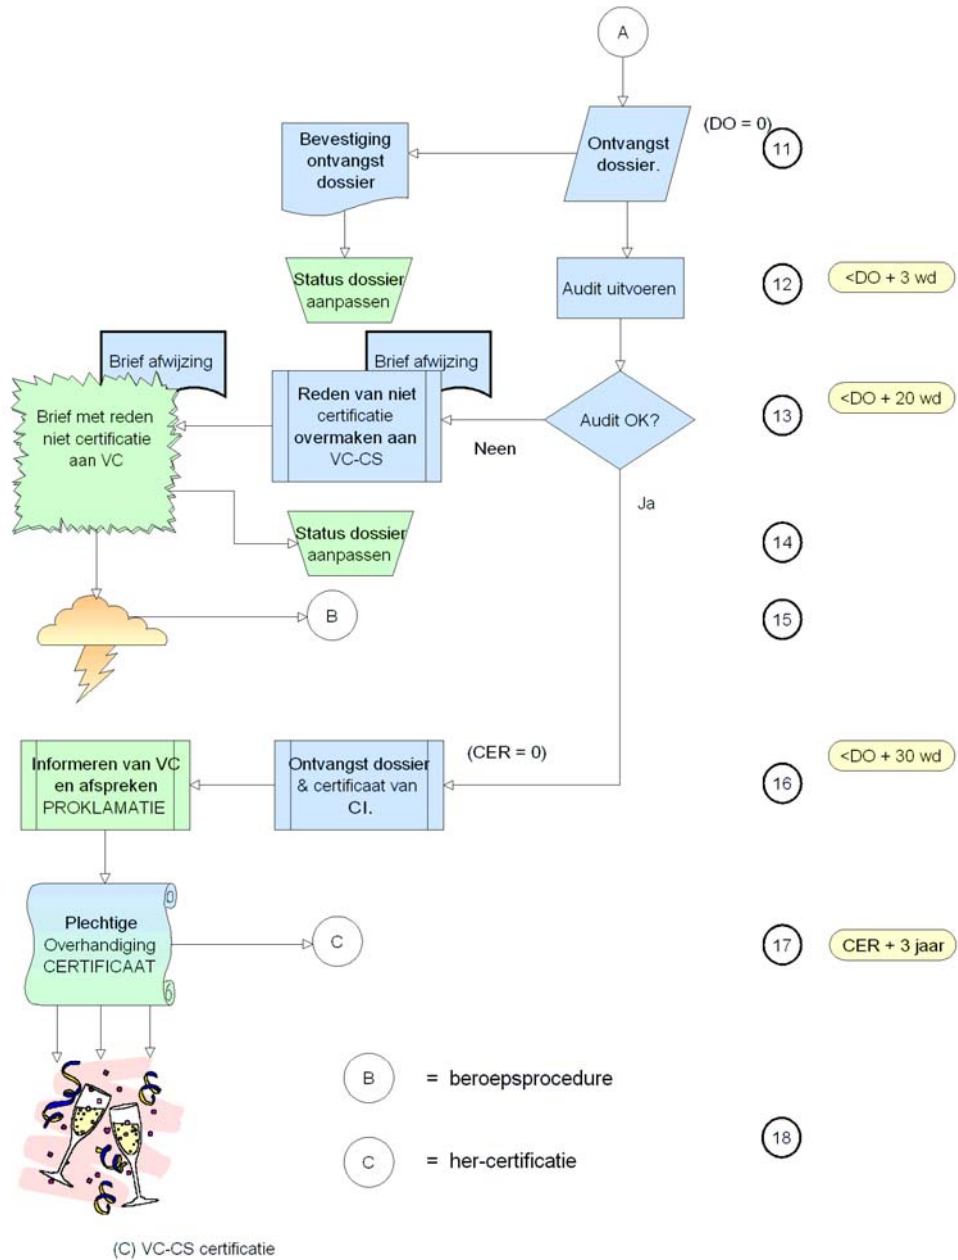 A
(DO = 0)
11
Bevestiging
ontvangst
dossier
Ontvangst
dossier.
Status dossier
aanpassen
Audit uitvoeren
12
<DO + 3 wd
Brief afwijzing
Brief afwijzing
Brief met reden
niet certificatie
aan VC
Reden van niet
certificatie
overmaken aan
VC-CS
Neen
Audit OK?
13
<DO + 20 wd
Ja
Status dossier
aanpassen
14
B
15
(CER = 0)
<DO + 30 wd
Informeren van VC
en afspreken
PROKLAMATIE
Ontvangst dossier
& certificaat van
CI.
16
Plechtige
Overhandiging
CERTIFICAAT
C
17
CER + 3 jaar
B = beroepsprocedure
C = her-certificatie
18
(C) VC-CS certificatie